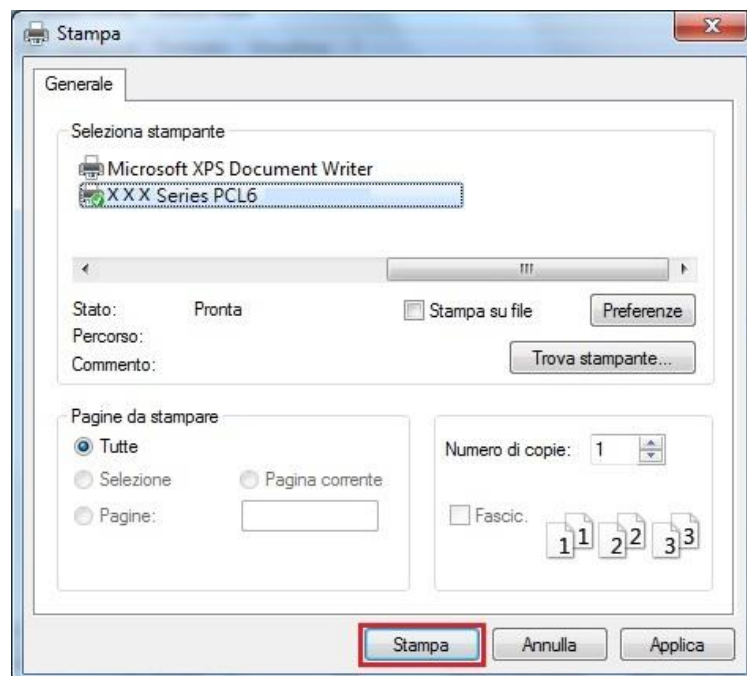 Stampa
Generale
Seleziona stampante
Microsoft XPS Document Writer
X X X Series PCL6
Stato: Pronta
Stampa su file
Preferenze
Percorso:
Commento:
Trova stampante...
Pagine da stampare
Tutte
Selezione
Pagina corrente
Pagine:
Numero di copie: 1
Fascic.
1 1 2 2 3 3
Stampa
Annulla
Applica